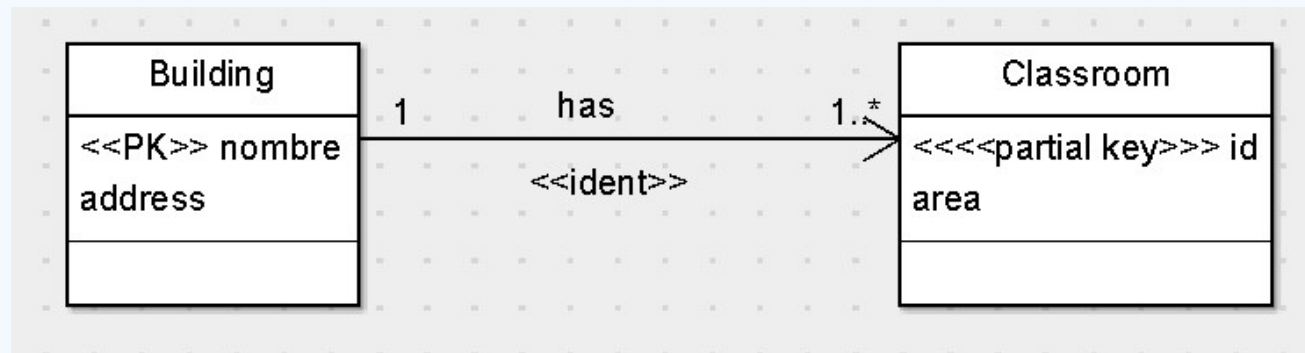 Building
<<PK>> nombre
address
1
has
1..*
<<ident>>
Classroom
<<<<partial key>>> id
area